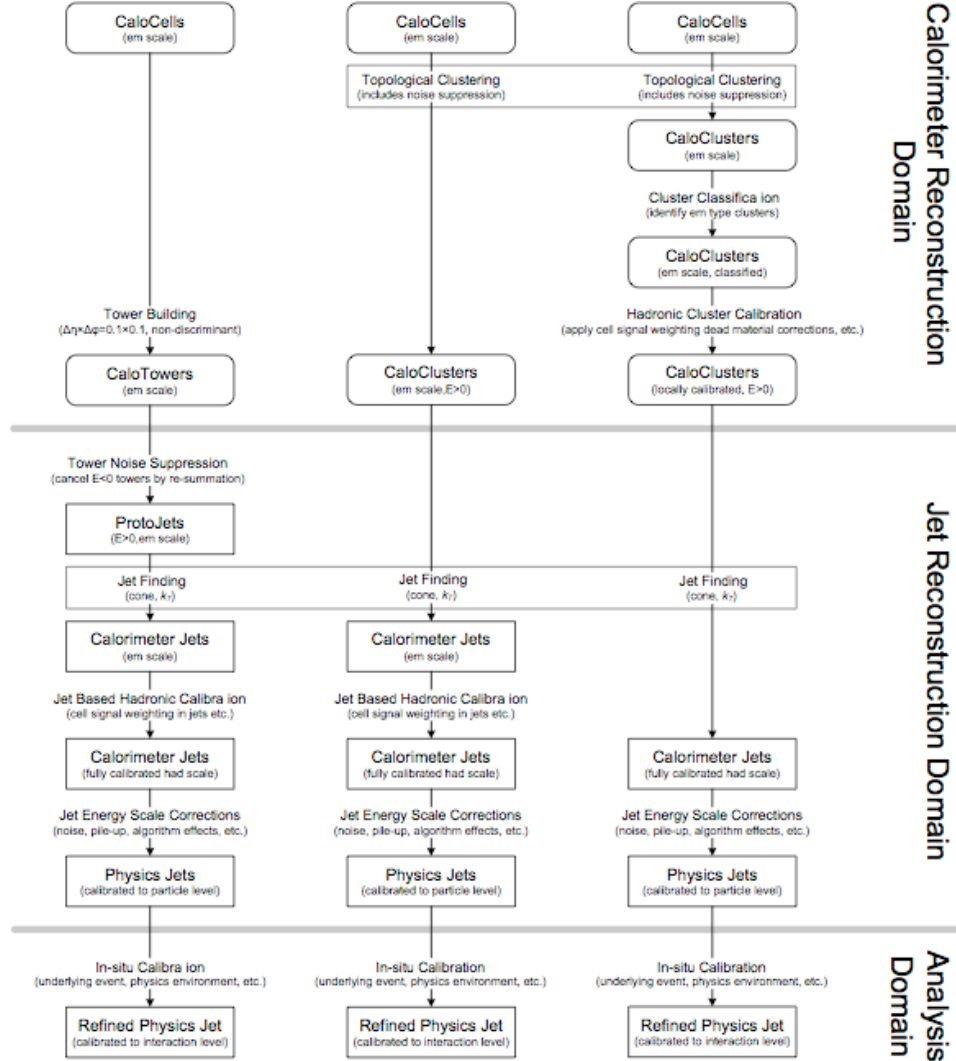 CaloCells
(em scale)
CaloCells
(em scale)
CaloCells
(em scale)
Topological Clustering
(includes noise suppression)
Topological Clustering
(includes noise suppression)
CaloClusters
(em scale)
Cluster Classifica ion
(identify em type clusters)
CaloClusters
(em scale, classified)
Tower Building
(Δη×Δφ=0.1×0.1, non-discriminant)
Hadronic Cluster Calibration
(apply cell signal weighting dead material corrections, etc.)
CaloTowers
(em scale)
CaloClusters
(em scale,E>0)
CaloClusters
(locally calibrated, E>0)
Calorimeter Reconstruction
Domain
Tower Noise Suppression
(cancel E<0 towers by re-summation)
ProtoJets
(E>0,em scale)
Jet Finding
(cone, kT)
Jet Finding
(cone, kT)
Jet Finding
(cone, kT)
Calorimeter Jets
(em scale)
Calorimeter Jets
(em scale)
Jet Based Hadronic Calibra ion
(cell signal weighting in jets etc.)
Jet Based Hadronic Calibra ion
(cell signal weighting in jets etc.)
Calorimeter Jets
(fully calibrated had scale)
Calorimeter Jets
(fully calibrated had scale)
Calorimeter Jets
(fully calibrated had scale)
Jet Energy Scale Corrections
(noise, pile-up, algorithm effects, etc.)
Jet Energy Scale Corrections
(noise, pile-up, algorithm effects, etc.)
Jet Energy Scale Corrections
(noise, pile-up, algorithm effects, etc.)
Physics Jets
(calibrated to particle level)
Physics Jets
(calibrated to particle level)
Physics Jets
(calibrated to particle level)
Jet Reconstruction Domain
In-situ Calibra ion
(underlying event, physics environment, etc.)
In-situ Calibration
(underlying event, physics environment, etc.)
In-situ Calibration
(underlying event, physics environment, etc.)
Refined Physics Jet
(calibrated to interaction level)
Refined Physics Jet
(calibrated to interaction level)
Refined Physics Jet
(calibrated to interaction level)
Analysis
Domain